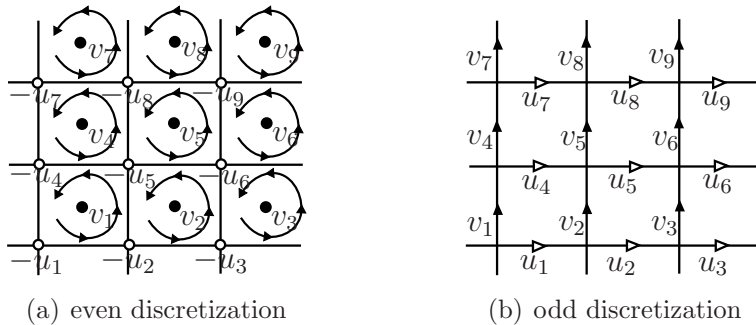 v₇ v₈ v₉
−u₇ −u₈ −u₉
v₄ v₅ v₆
−u₄ −u₅ −u₆
v₁ v₂ v₃
−u₁ −u₂ −u₃
(a) even discretization
v₇ v₈ v₉
u₇ u₈ u₉
v₄ v₅ v₆
u₄ u₅ u₆
v₁ v₂ v₃
u₁ u₂ u₃
(b) odd discretization